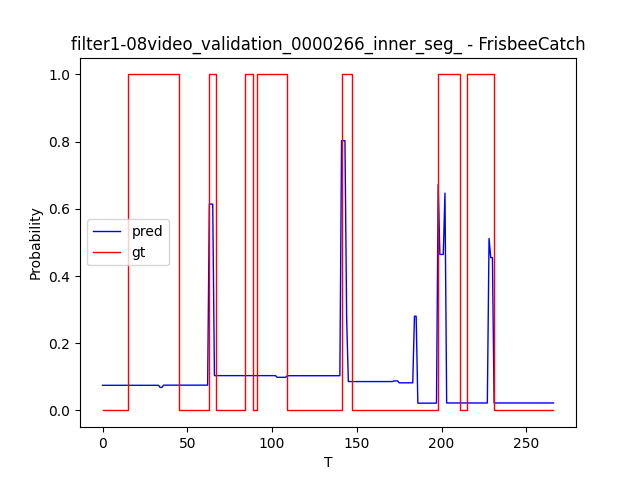 filter1-08video_validation_0000266_inner_seg_ - FrisbeeCatch
1.0
0.8
0.6
0.4
0.2
0.0
Probability
pred
gt
0 50 100 150 200 250
T